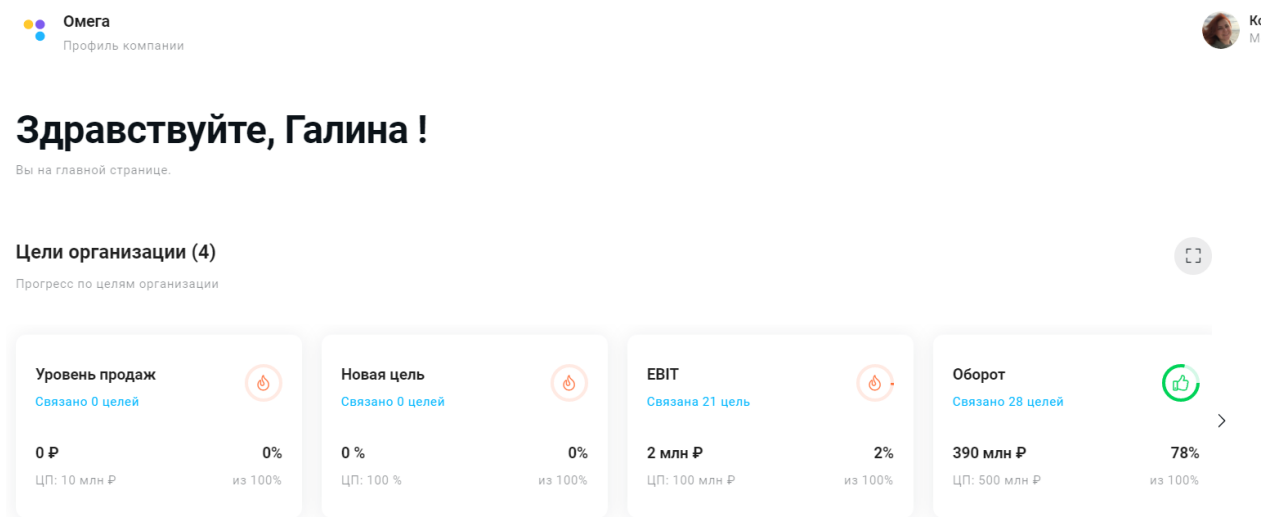 Омега
Профиль компании
Ко
М
Здравствуйте, Галина !
Вы на главной странице.
Цели организации (4)
Прогресс по целям организации
Уровень продаж
Связано 0 целей
0 ₽ 0%
ЦП: 10 млн ₽ из 100%
Новая цель
Связано 0 целей
0 % 0%
ЦП: 100 % из 100%
EBIT
Связана 21 цель
2 млн ₽ 2%
ЦП: 100 млн ₽ из 100%
Оборот
Связано 28 целей
390 млн ₽ 78%
ЦП: 500 млн ₽ из 100%